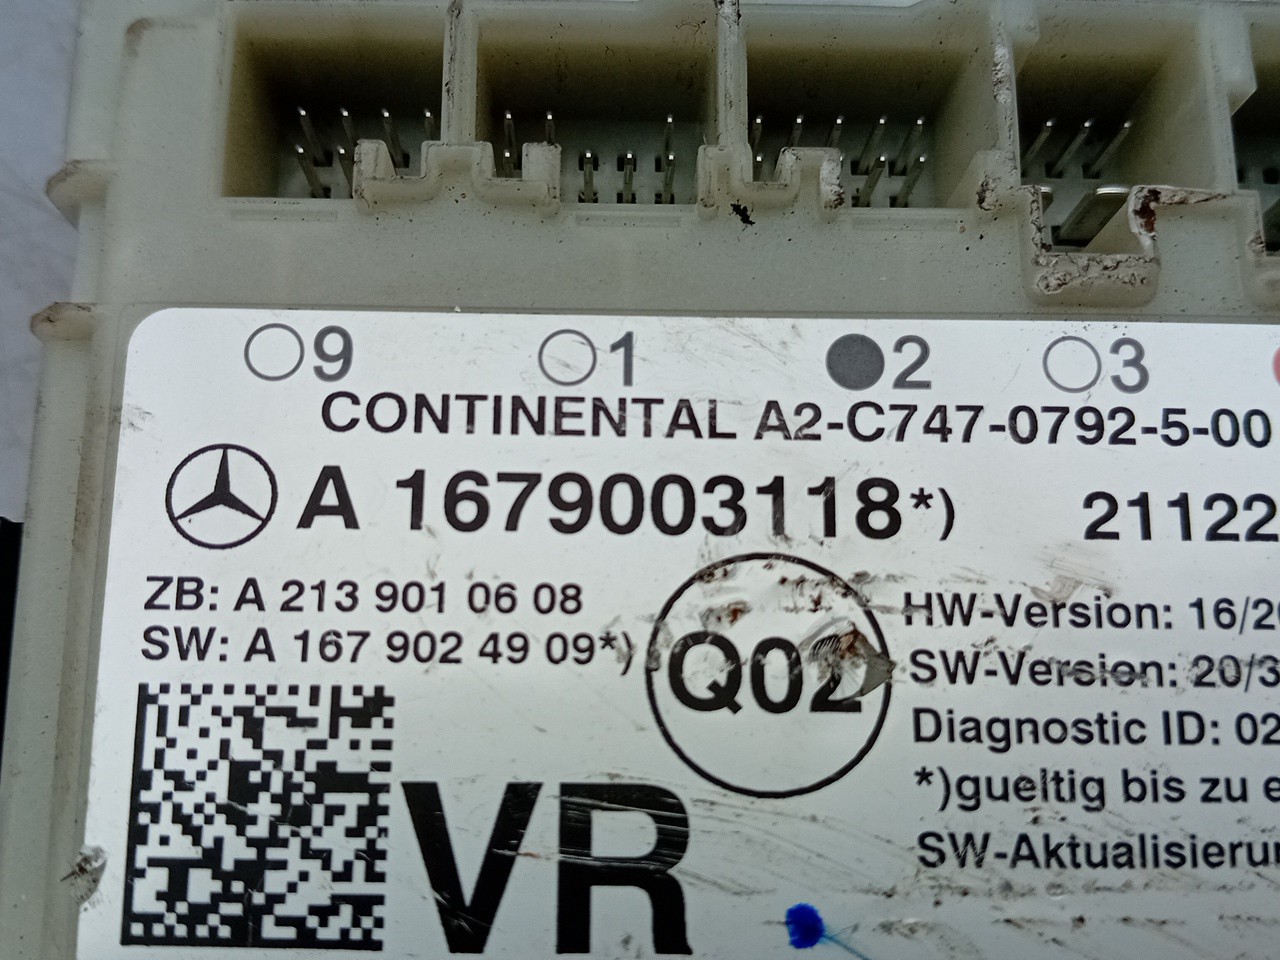 9 1 2 3
CONTINENTAL A2-C747-0792-5-00
A 1679003118*) 21122
ZB: A 213 901 06 08
SW: A 167 902 49 09*)
Q02
HW-Version: 16/20
SW-Version: 20/3
Diagnostic ID: 02
*)gueltig bis zu e
SW-Aktualisieru
VR